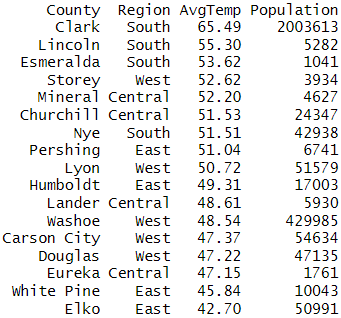 County Region AvgTemp Population
Clark South 65.49 2003613
Lincoln South 55.30 5282
Esmeralda South 53.62 1041
Storey West 52.62 3934
Mineral Central 52.20 4627
Churchill Central 51.53 24347
Nye South 51.51 42938
Pershing East 51.04 6741
Lyon West 50.72 51579
Humboldt East 49.31 17003
Lander Central 48.61 5930
Washoe West 48.54 429985
Carson City West 47.37 54634
Douglas West 47.22 47135
Eureka Central 47.15 1761
White Pine East 45.84 10043
Elko East 42.70 50991